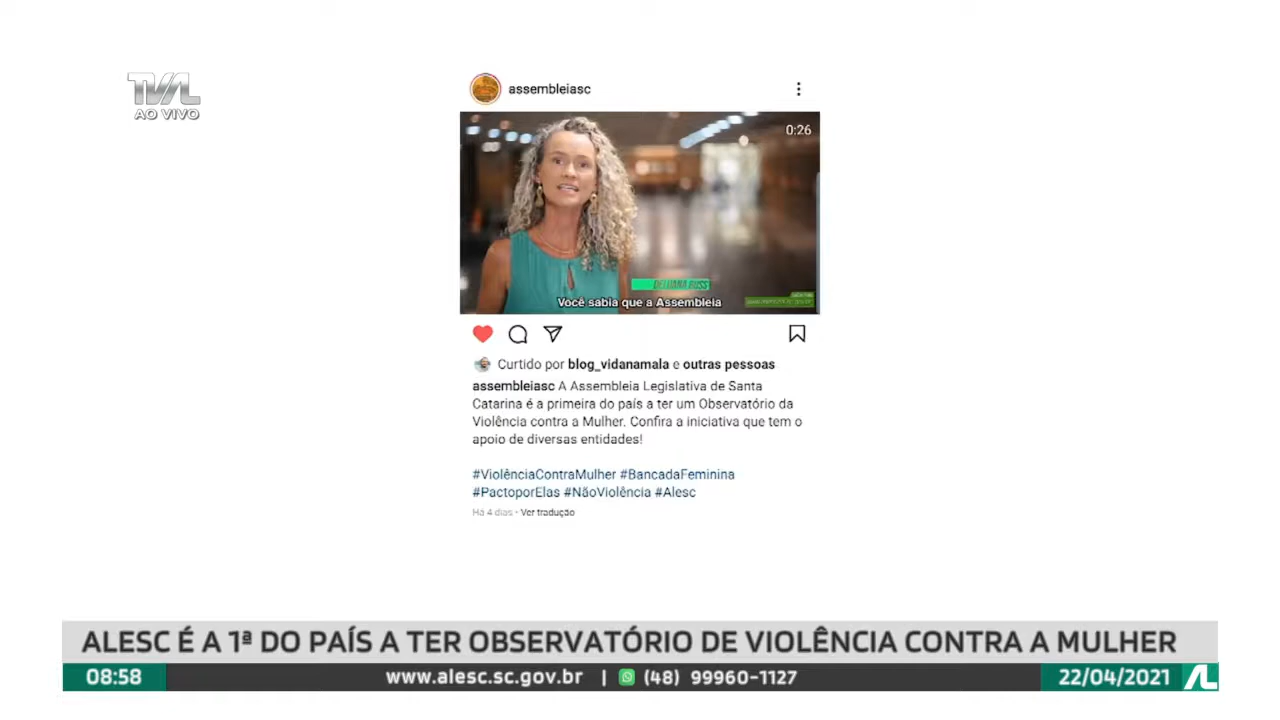 TVAL
AO VIVO
assembleiasc
0:26
DELUANA BUSS
Você sabia que a Assembleia
Curtido por blog_vidanamala e outras pessoas
assembleiasc A Assembleia Legislativa de Santa
Catarina é a primeira do país a ter um Observatório da
Violência contra a Mulher. Confira a iniciativa que tem o
apoio de diversas entidades!
#ViolênciaContraMulher #BancadaFeminina
#PactoporElas #NãoViolência #Alesc
Há 4 dias • Ver tradução
ALESC É A 1ª DO PAÍS A TER OBSERVATÓRIO DE VIOLÊNCIA CONTRA A MULHER
08:58
www.alesc.sc.gov.br | (48) 99960-1127
22/04/2021
AL